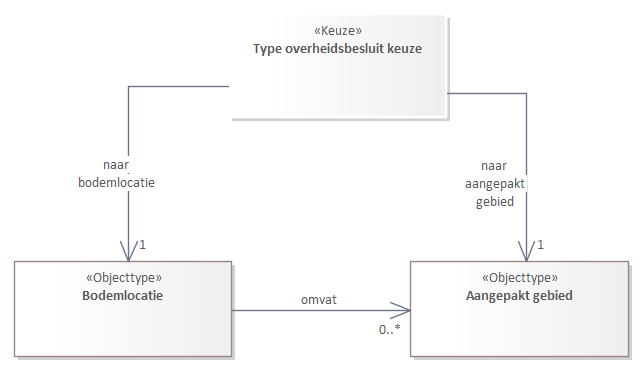 «Keuze»
Type overheidsbesluit keuze
naar
bodemlocatie
naar
aangepakt
gebied
1
1
«Objecttype»
Bodemlocatie
omvat
0..*
«Objecttype»
Aangepakt gebied